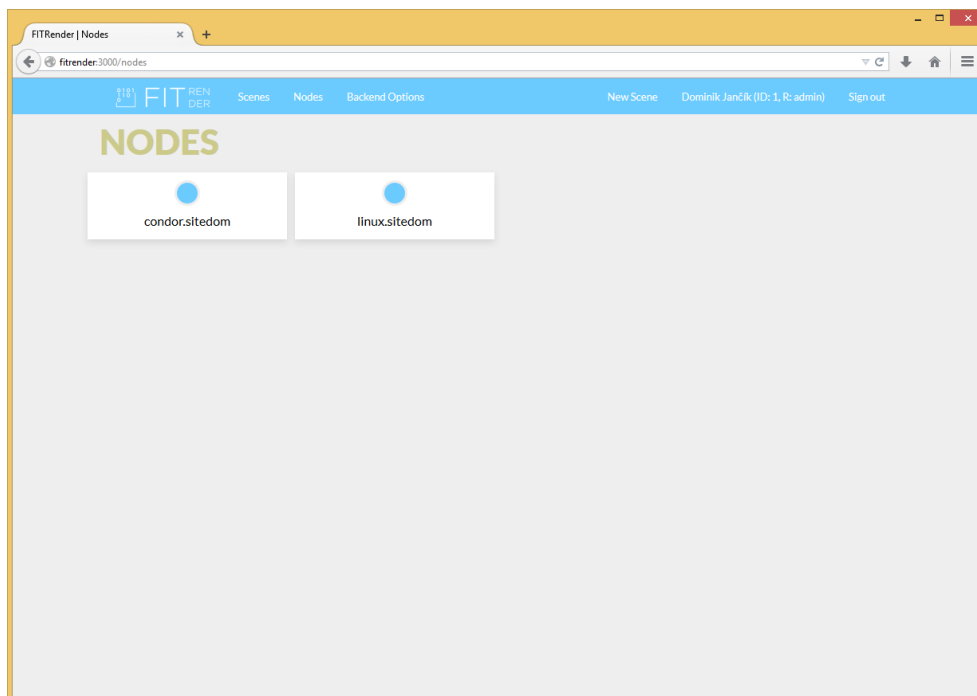 FITRender | Nodes
fitrender:3000/nodes
FIT REN DER Scenes Nodes Backend Options New Scene Dominik Jančík (ID: 1, R: admin) Sign out
NODES
condor.sitedom linux.sitedom